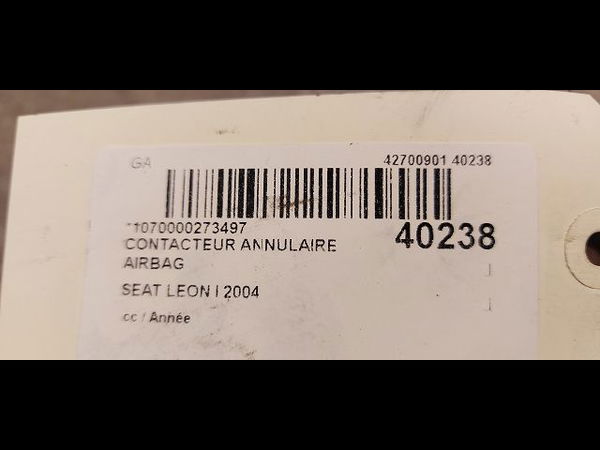 GA
42700901 40238
*1070000273497
40238
CONTACTEUR ANNULAIRE
AIRBAG
SEAT LEON I 2004
cc / Année